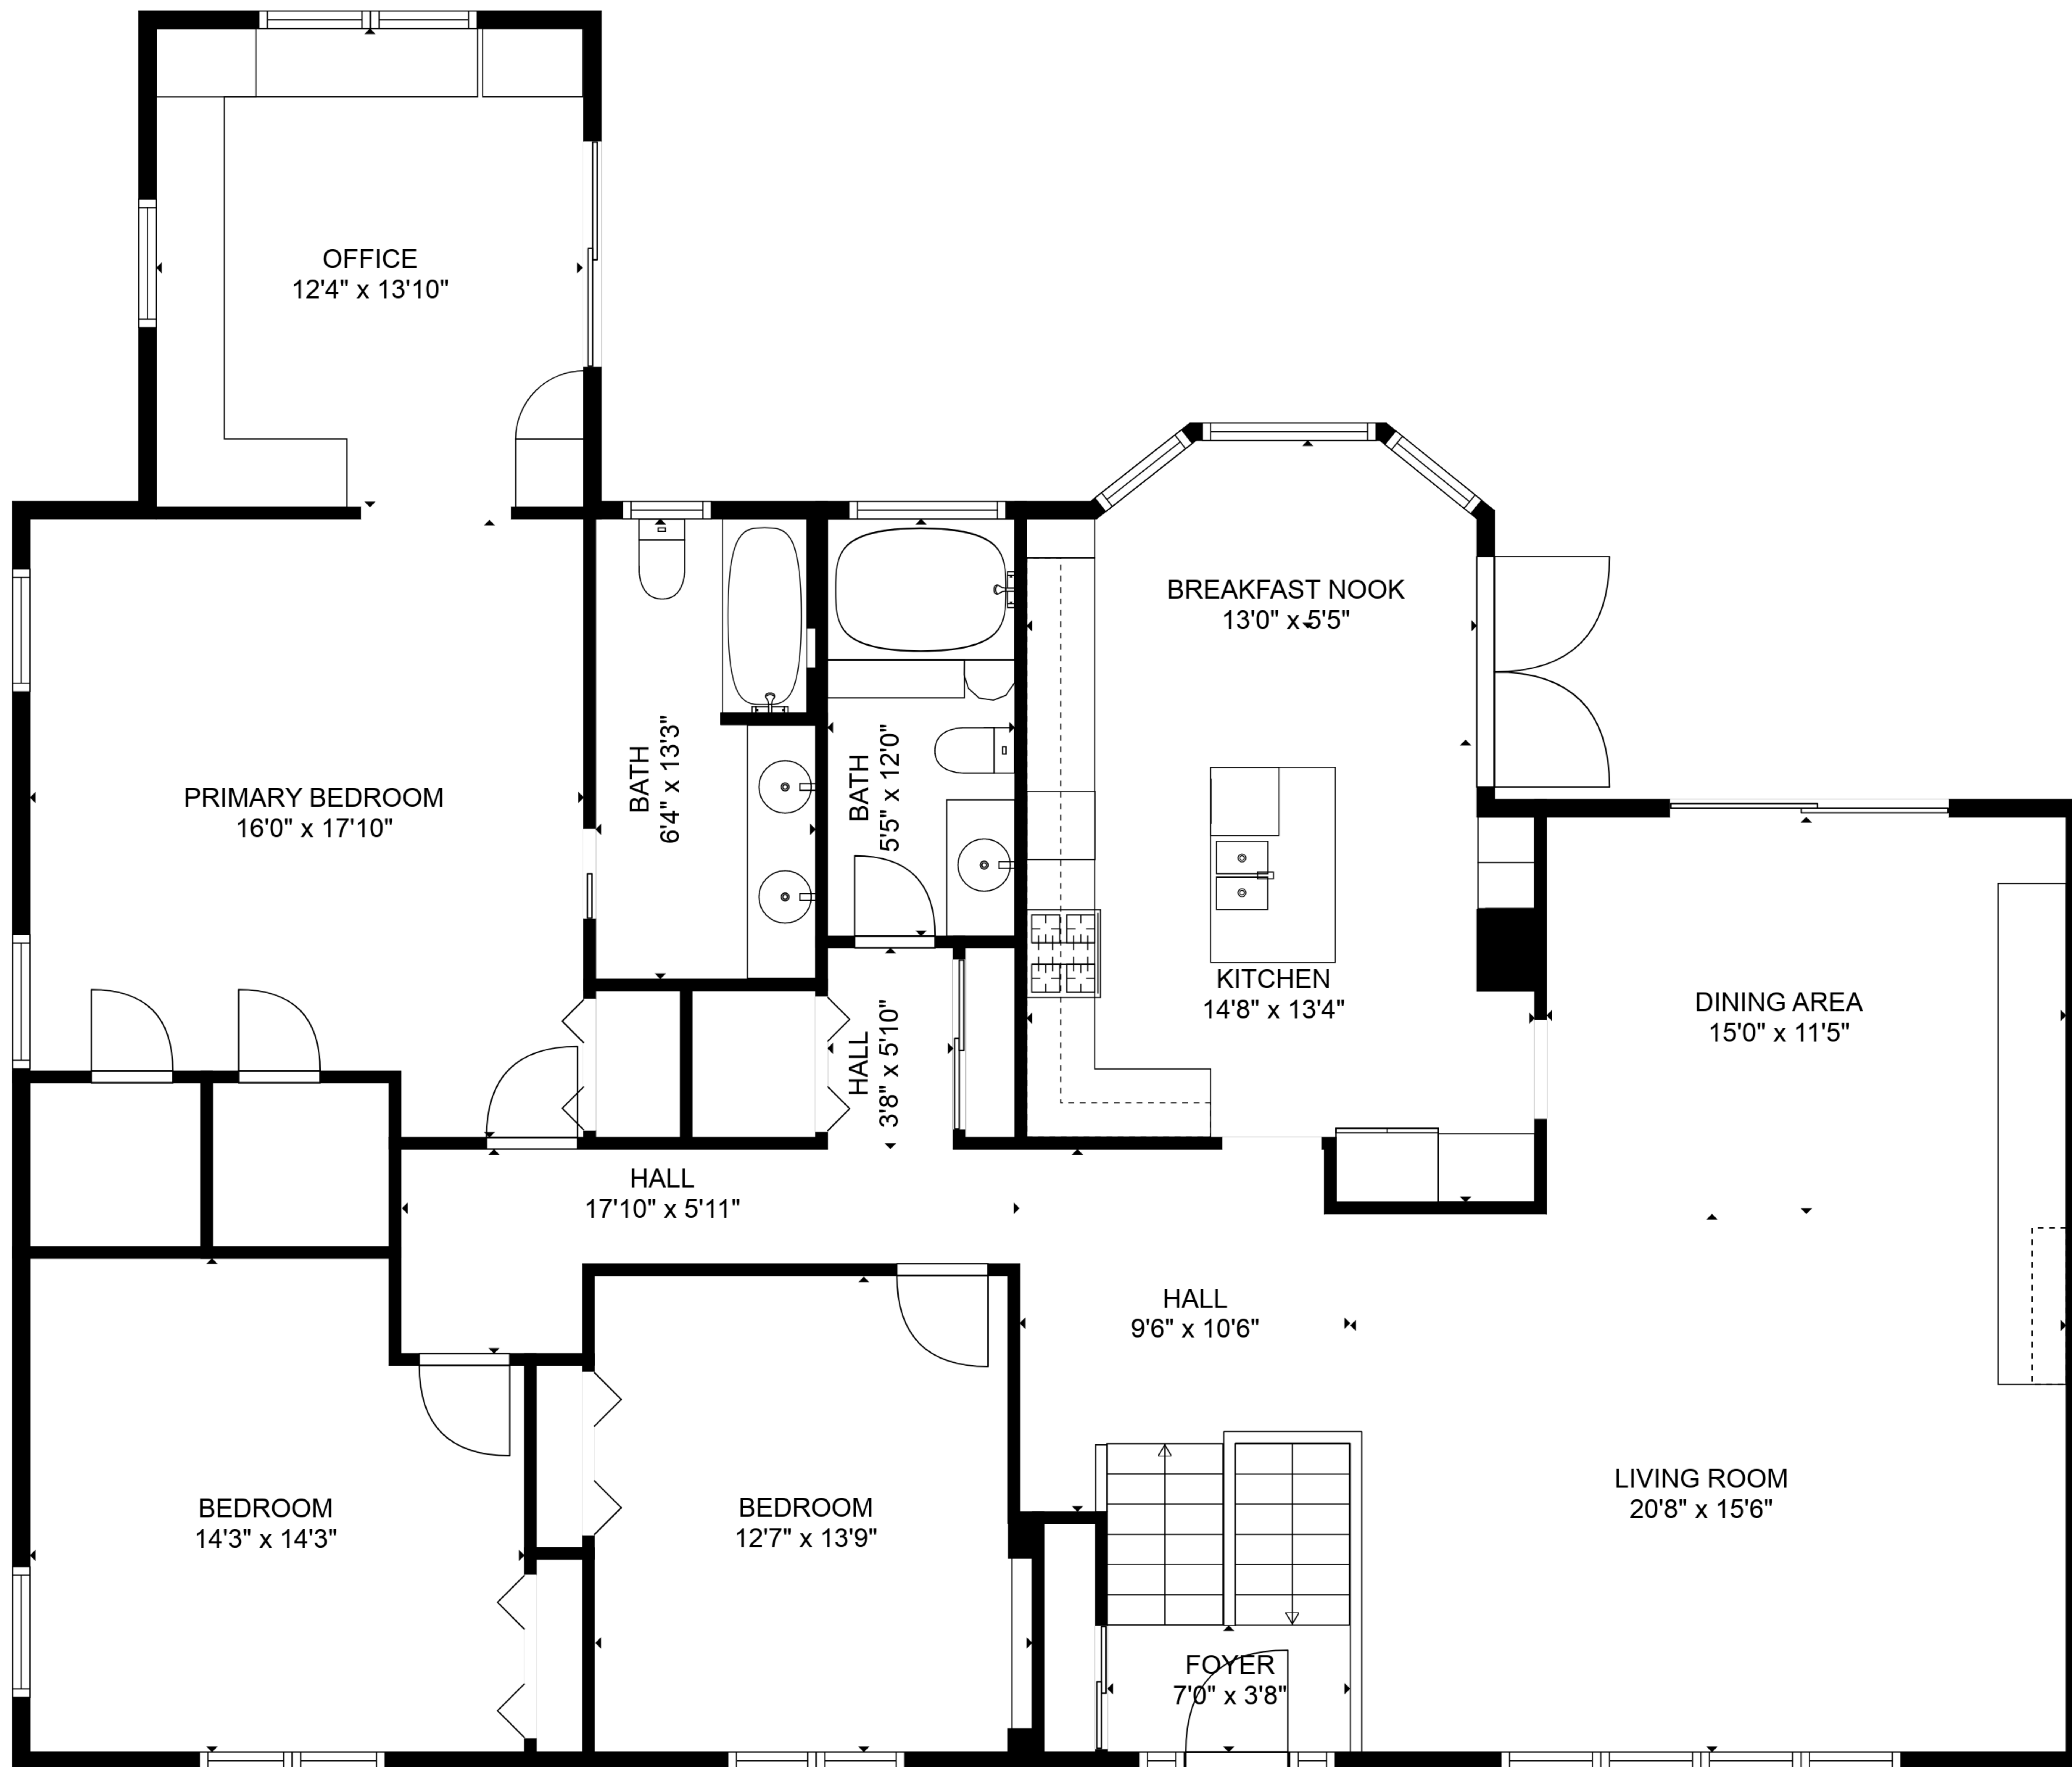 OFFICE
12'4" x 13'10"
BREAKFAST NOOK
13'0" x 5'5"
PRIMARY BEDROOM
16'0" x 17'10"
BATH
6'4" x 13'3"
BATH
5'5" x 12'0"
KITCHEN
14'8" x 13'4"
DINING AREA
15'0" x 11'5"
HALL
3'8" x 5'10"
HALL
17'10" x 5'11"
HALL
9'6" x 10'6"
BEDROOM
14'3" x 14'3"
BEDROOM
12'7" x 13'9"
LIVING ROOM
20'8" x 15'6"
FOYER
7'0" x 3'8"